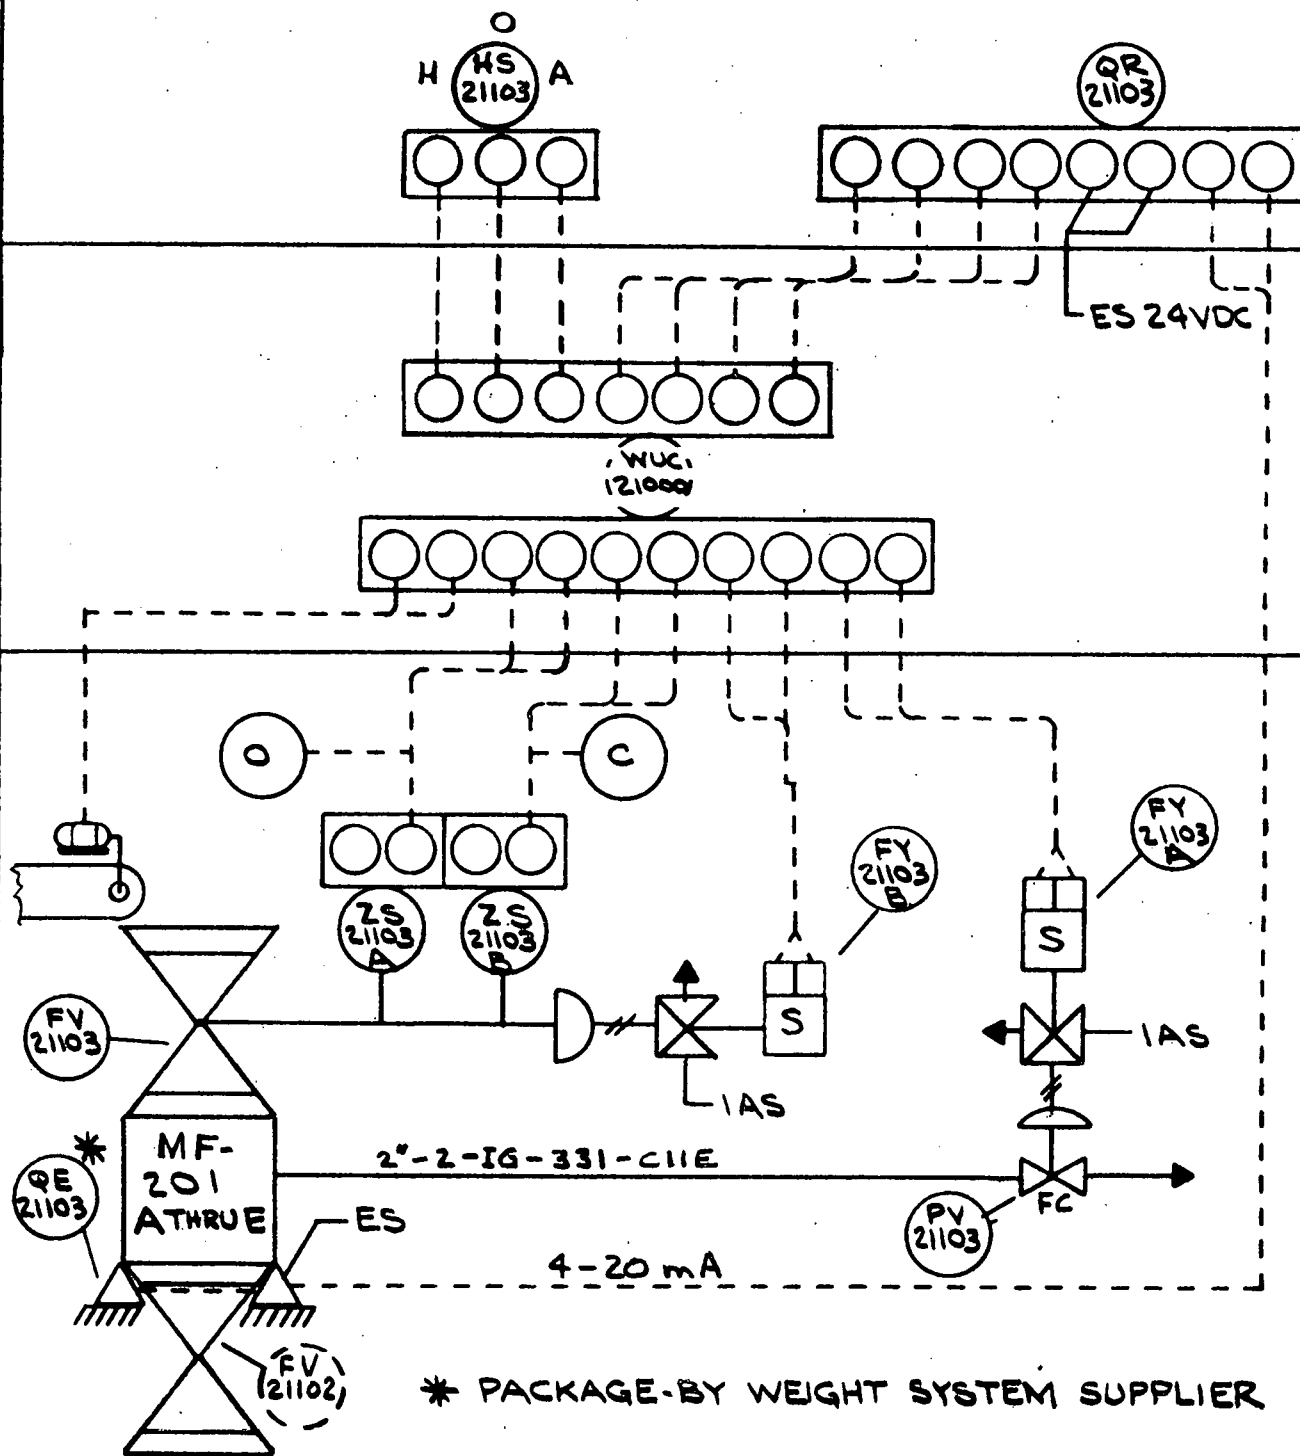 O
H
HS
21103
A
QR
21103
ES 24VDC
WUC
121000
O
C
FY
21103
A
FY
21103
B
ZS
21103
A
ZS
21103
B
S
S
FV
21103
IAS
IAS
MF-
201
A THRU E
2"-2-IG-331-C11E
QE
21103
*
ES
PV
21103
FC
4-20 mA
FV
21102
* PACKAGE-BY WEIGHT SYSTEM SUPPLIER